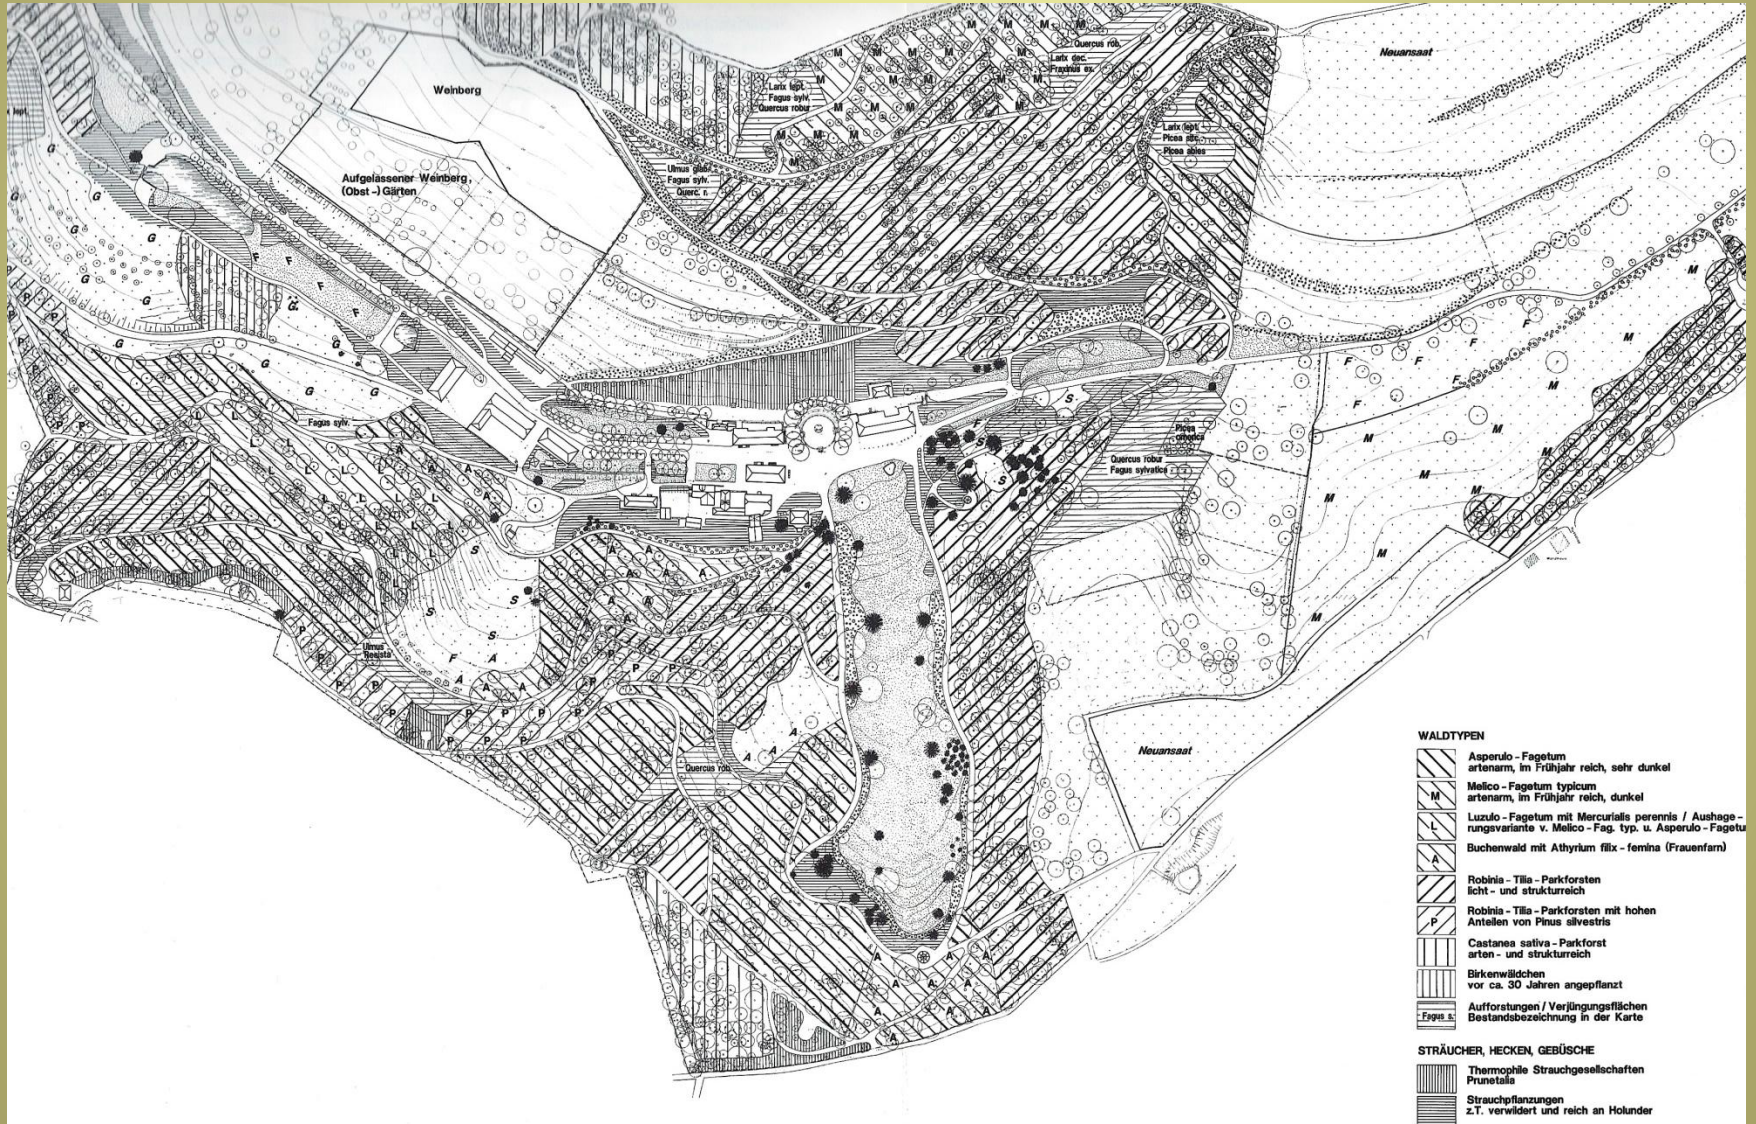 Neuansaat
Weinberg
Aufgelassener Weinberg,
(Obst-) Gärten
Quercus rob.
Larix dec.
Fraxinus ex.
Larix lept.
Fagus sylv.
Quercus robur
Larix lept.
Picea sitc.
Picea abies
Ulmus glab.
Fagus sylv.
Querc. r.
lept.
Fagus sylv.
Picea
omorica
Quercus robur
Fagus sylvatica
Ulmus
"Resista"
Quercus rob.
Neuansaat
WALDTYPEN
Asperulo - Fagetum
artenarm, im Frühjahr reich, sehr dunkel
M
Melico - Fagetum typicum
artenarm, im Frühjahr reich, dunkel
L
Luzulo - Fagetum mit Mercurialis perennis / Aushage -
rungsvariante v. Melico - Fag. typ. u. Asperulo - Fagetu
A
Buchenwald mit Athyrium filix - femina (Frauenfarn)
Robinia - Tilia - Parkforsten
licht - und strukturreich
P
Robinia - Tilia - Parkforsten mit hohen
Anteilen von Pinus silvestris
Castanea sativa - Parkforst
arten - und strukturreich
Birkenwäldchen
vor ca. 30 Jahren angepflanzt
Fagus s.
Aufforstungen / Verjüngungsflächen
Bestandsbezeichnung in der Karte
STRÄUCHER, HECKEN, GEBÜSCHE
Thermophile Strauchgesellschaften
Prunetalia
Strauchpflanzungen
z.T. verwildert und reich an Holunder